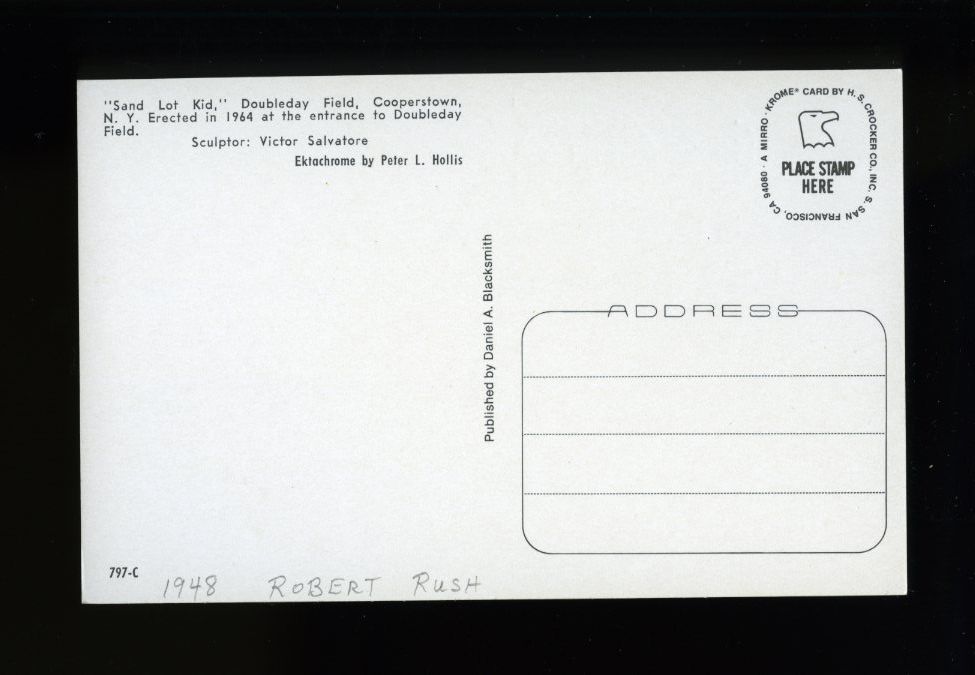 "Sand Lot Kid," Doubleday Field, Cooperstown,
N. Y. Erected in 1964 at the entrance to Doubleday
Field.
Sculptor: Victor Salvatore
Ektachrome by Peter L. Hollis
A MIRRO-KROME® CARD BY H. S. CROCKER CO., INC. S. SAN FRANCISCO, CA 94080
PLACE STAMP
HERE
Published by Daniel A. Blacksmith
ADDRESS
797-C
1948 ROBERT RUSH